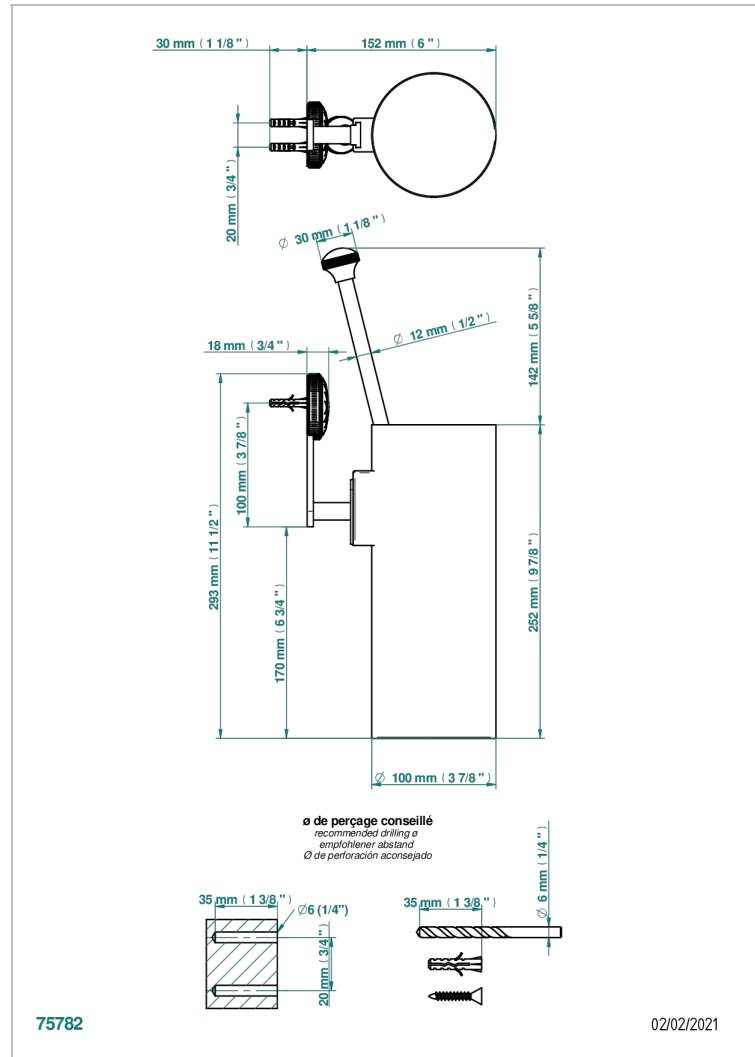 30 mm ( 1 1/8" )
152 mm ( 6" )
20 mm ( 3/4" )
Ø 30 mm ( 1 1/8" )
Ø 12 mm ( 1/2" )
142 mm ( 5 5/8" )
18 mm ( 3/4" )
100 mm ( 3 7/8" )
293 mm ( 11 1/2" )
170 mm ( 6 3/4" )
252 mm ( 9 7/8" )
Ø 100 mm ( 3 7/8" )
ø de perçage conseillé
recommended drilling ø
empfohlener abstand
Ø de perforación aconsejado
35 mm ( 1 3/8" )
Ø6 (1/4")
20 mm ( 3/4" )
35 mm ( 1 3/8" )
Ø 6 mm ( 1/4" )
75782
02/02/2021